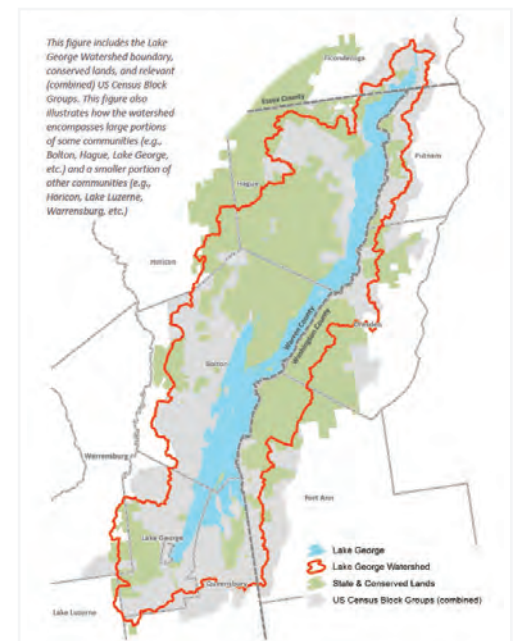 This figure includes the Lake
George Watershed boundary,
conserved lands, and relevant
(combined) US Census Block
Groups. This figure also
illustrates how the watershed
encompasses large portions
of some communities (e.g.,
Bolton, Hague, Lake George,
etc.) and a smaller portion of
other communities (e.g.,
Horicon, Lake Luzerne,
Warrensburg, etc.)
Ticonderoga
Essex County
Putnam
Hague
Horicon
Dresden
Warren County
Washington County
Bolton
Warrensburg
Fort Ann
Lake George
Queensbury
Lake Luzerne
Lake George
Lake George Watershed
State & Conserved Lands
US Census Block Groups (combined)